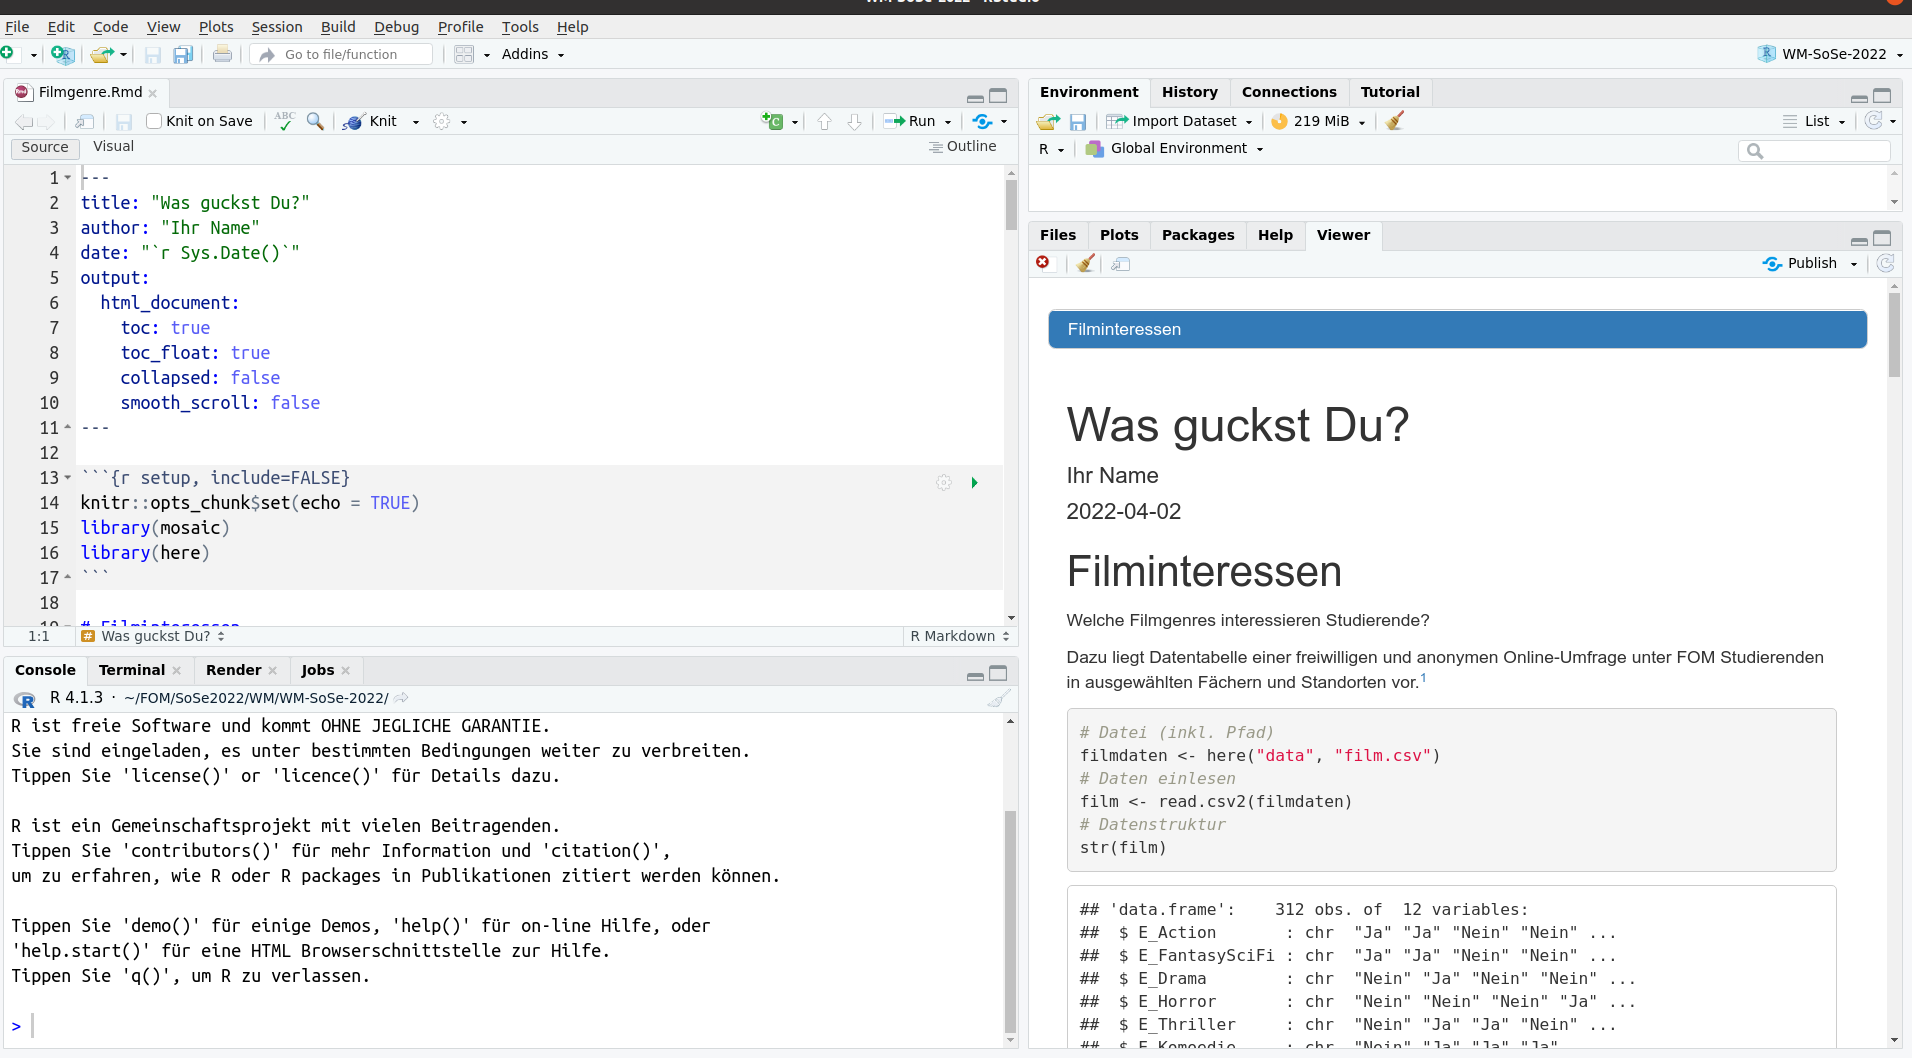 File Edit Code View Plots Session Build Debug Profile Tools Help
Go to file/function Addins WM-SoSe-2022
Filmgenre.Rmd
Knit on Save ABC Knit Run
Source Visual Outline
1 ---
2 title: "Was guckst Du?"
3 author: "Ihr Name"
4 date: "`r Sys.Date()`"
5 output:
6 html_document:
7 toc: true
8 toc_float: true
9 collapsed: false
10 smooth_scroll: false
11 ---
12
13 ```{r setup, include=FALSE}
14 knitr::opts_chunk$set(echo = TRUE)
15 library(mosaic)
16 library(here)
17 ```
18
19 # Filminteressen
1:1 # Was guckst Du? R Markdown
Console Terminal Render Jobs
R R 4.1.3 · ~/FOM/SoSe2022/WM/WM-SoSe-2022/
R ist freie Software und kommt OHNE JEGLICHE GARANTIE.
Sie sind eingeladen, es unter bestimmten Bedingungen weiter zu verbreiten.
Tippen Sie 'license()' or 'licence()' für Details dazu.
R ist ein Gemeinschaftsprojekt mit vielen Beitragenden.
Tippen Sie 'contributors()' für mehr Information und 'citation()',
um zu erfahren, wie R oder R packages in Publikationen zitiert werden können.
Tippen Sie 'demo()' für einige Demos, 'help()' für on-line Hilfe, oder
'help.start()' für eine HTML Browserschnittstelle zur Hilfe.
Tippen Sie 'q()', um R zu verlassen.
>
Environment History Connections Tutorial
Import Dataset 219 MiB List
R Global Environment
Files Plots Packages Help Viewer
Publish
Filminteressen
Was guckst Du?
Ihr Name
2022-04-02
Filminteressen
Welche Filmgenres interessieren Studierende?
Dazu liegt Datentabelle einer freiwilligen und anonymen Online-Umfrage unter FOM Studierenden
in ausgewählten Fächern und Standorten vor.1
# Datei (inkl. Pfad)
filmdaten <- here("data", "film.csv")
# Daten einlesen
film <- read.csv2(filmdaten)
# Datenstruktur
str(film)
## 'data.frame': 312 obs. of 12 variables:
## $ E_Action : chr "Ja" "Ja" "Nein" "Nein" ...
## $ E_FantasySciFi : chr "Ja" "Ja" "Nein" "Nein" ...
## $ E_Drama : chr "Nein" "Ja" "Nein" "Nein" ...
## $ E_Horror : chr "Nein" "Nein" "Nein" "Ja" ...
## $ E_Thriller : chr "Nein" "Ja" "Ja" "Nein" ...
## $ E_Komoedie : chr "Nein" "Ja" "Ja" "Ja" ...